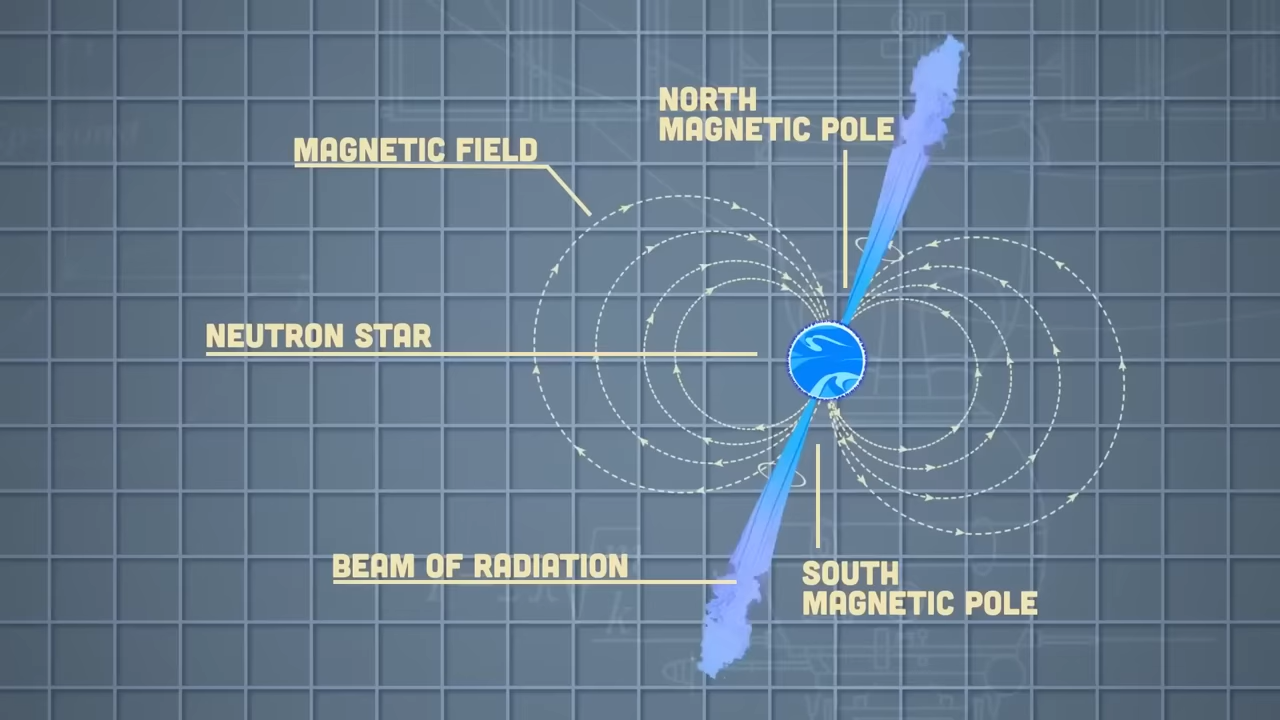 NORTH
MAGNETIC POLE
MAGNETIC FIELD
NEUTRON STAR
BEAM OF RADIATION
SOUTH
MAGNETIC POLE